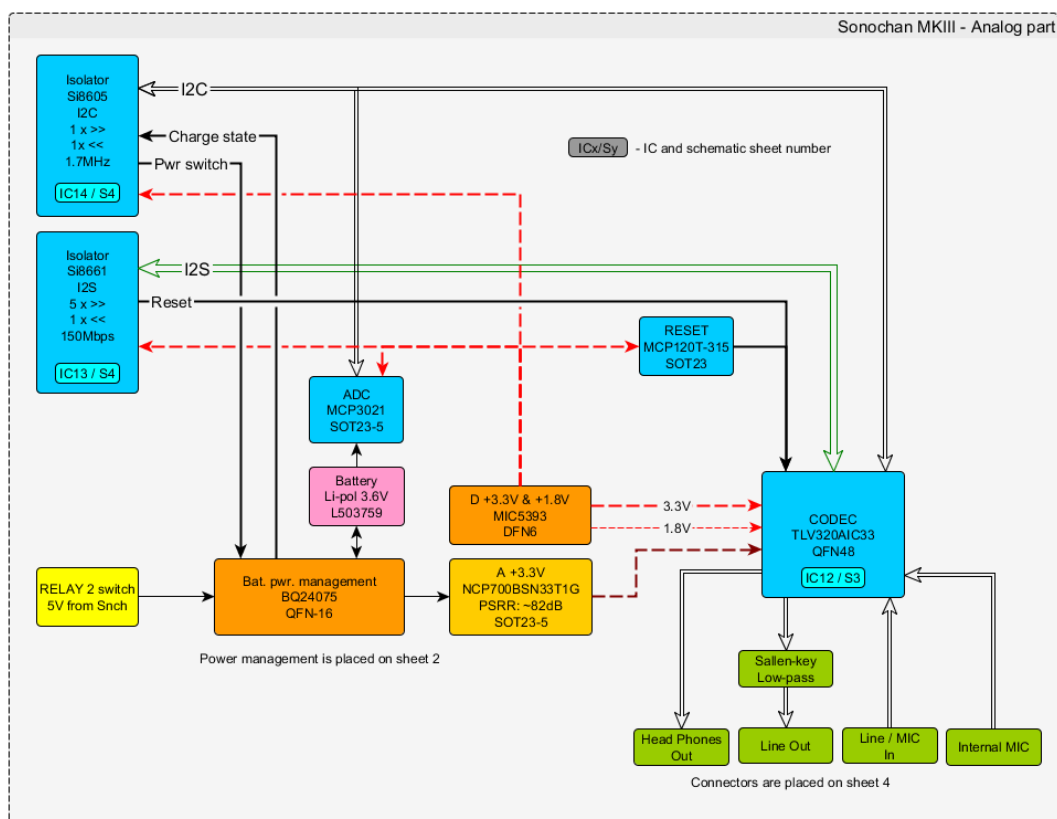 Sonochan MKIII - Analog part
Isolator
Si8605
I2C
1 x >>
1x <<
1.7MHz
IC14 / S4
I2C
Charge state
Pwr switch
ICx/Sy
- IC and schematic sheet number
Isolator
Si8661
I2S
5 x >>
1 x <<
150Mbps
IC13 / S4
I2S
Reset
RESET
MCP120T-315
SOT23
ADC
MCP3021
SOT23-5
Battery
Li-pol 3.6V
L503759
D +3.3V & +1.8V
MIC5393
DFN6
3.3V
1.8V
CODEC
TLV320AIC33
QFN48
IC12 / S3
RELAY 2 switch
5V from Snch
Bat. pwr. management
BQ24075
QFN-16
A +3.3V
NCP700BSN33T1G
PSRR: ~82dB
SOT23-5
Power management is placed on sheet 2
Sallen-key
Low-pass
Head Phones
Out
Line Out
Line / MIC
In
Internal MIC
Connectors are placed on sheet 4